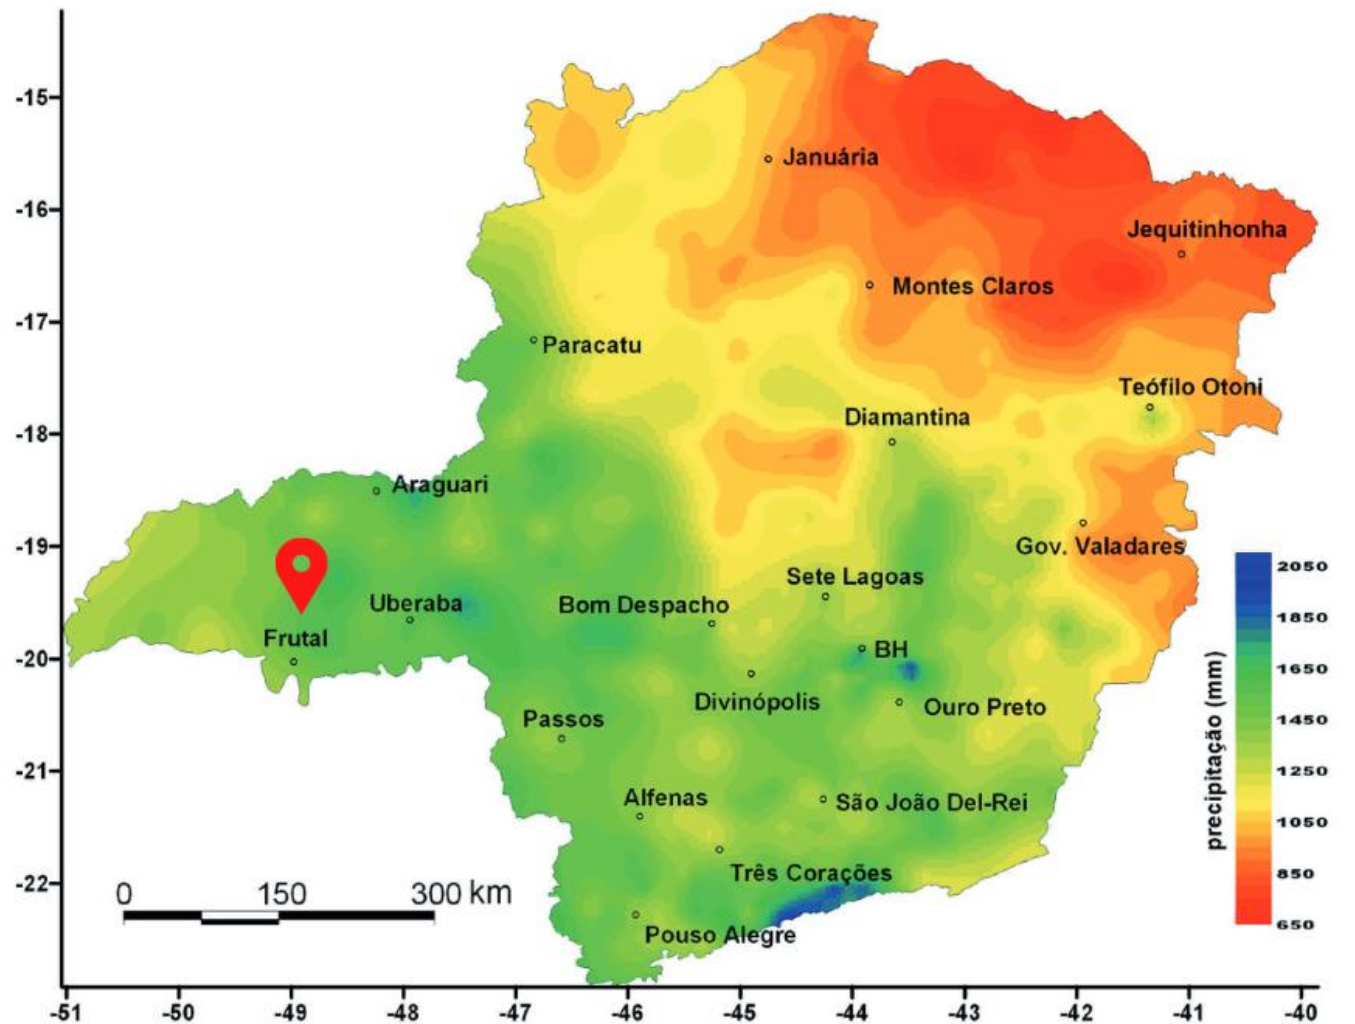 -15
Januária
-16
Jequitinhonha
Montes Claros
-17
Paracatu
Teófilo Otoni
Diamantina
-18
Araguari
-19
Gov. Valadares
2050
Sete Lagoas
Uberaba
Bom Despacho
1850
Frutal
BH
-20
1650
Divinópolis
Ouro Preto
1450
Passos
-21
1250
Alfenas
São João Del-Rei
1050
Três Corações
850
-22
0 150 300 km
650
Pouso Alegre
precipitação (mm)
-51 -50 -49 -48 -47 -46 -45 -44 -43 -42 -41 -40